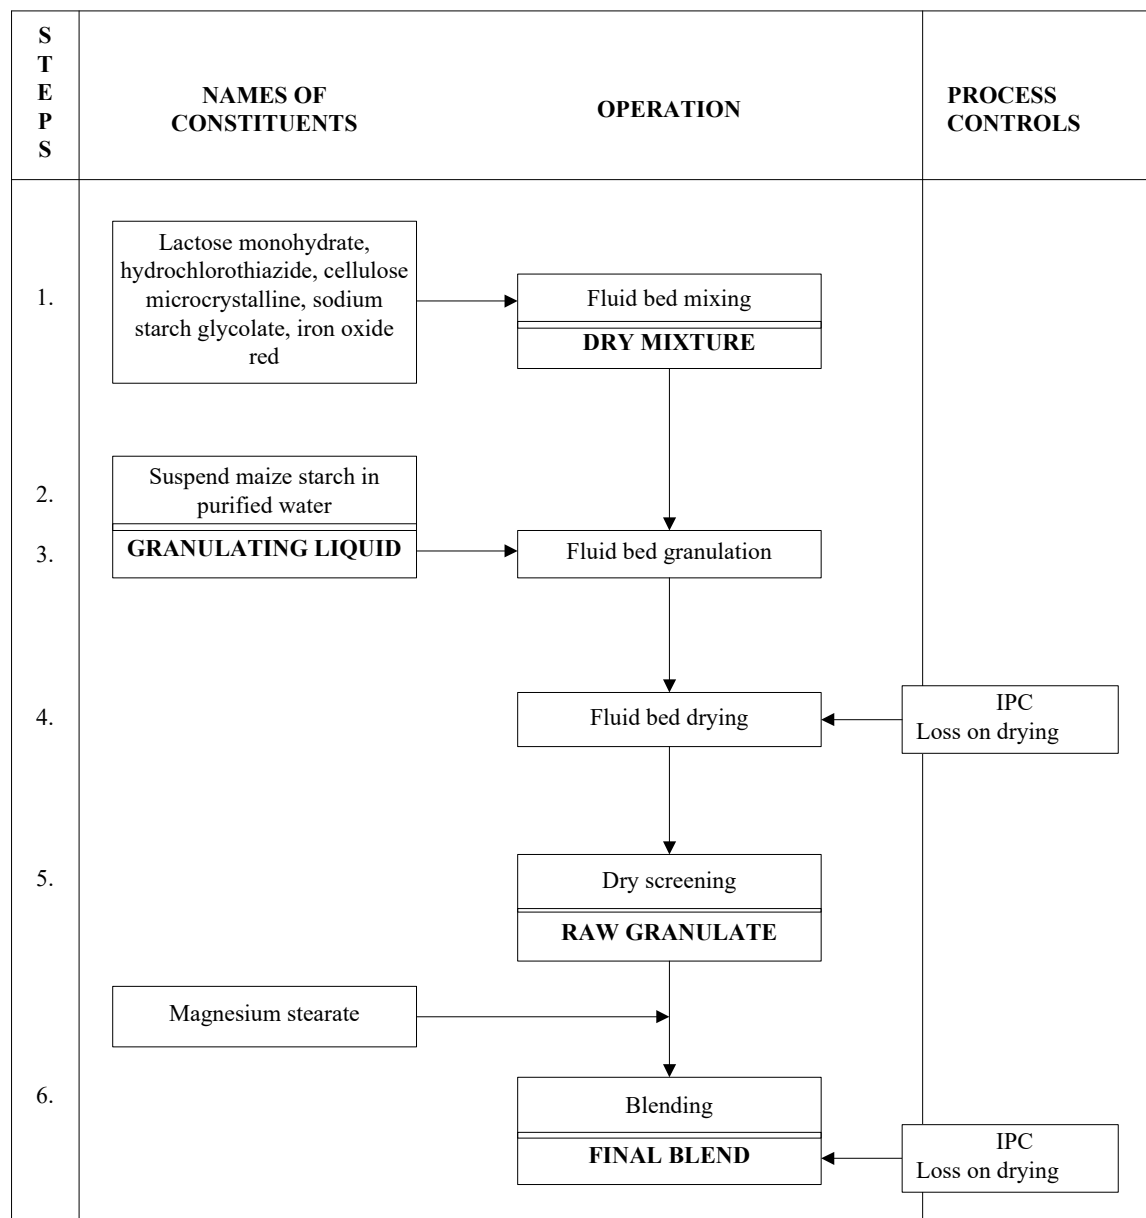 S
T
E
P
S
NAMES OF
CONSTITUENTS
OPERATION
PROCESS
CONTROLS
1.
Lactose monohydrate,
hydrochlorothiazide, cellulose
microcrystalline, sodium
starch glycolate, iron oxide
red
Fluid bed mixing
DRY MIXTURE
2.
Suspend maize starch in
purified water
3.
GRANULATING LIQUID
Fluid bed granulation
4.
Fluid bed drying
IPC
Loss on drying
5.
Dry screening
RAW GRANULATE
Magnesium stearate
6.
Blending
FINAL BLEND
IPC
Loss on drying